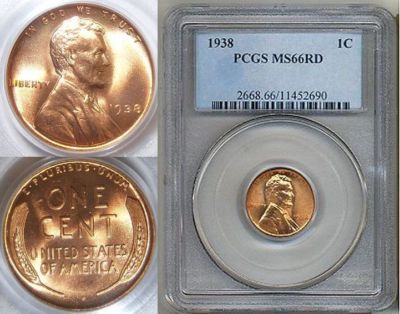 IN GOD WE TRUST
LIBERTY
1938
E·PLURIBUS·UNUM
ONE
CENT
UNITED STATES
OF AMERICA
1938 1C
PCGS MS66RD
2668.66/11452690